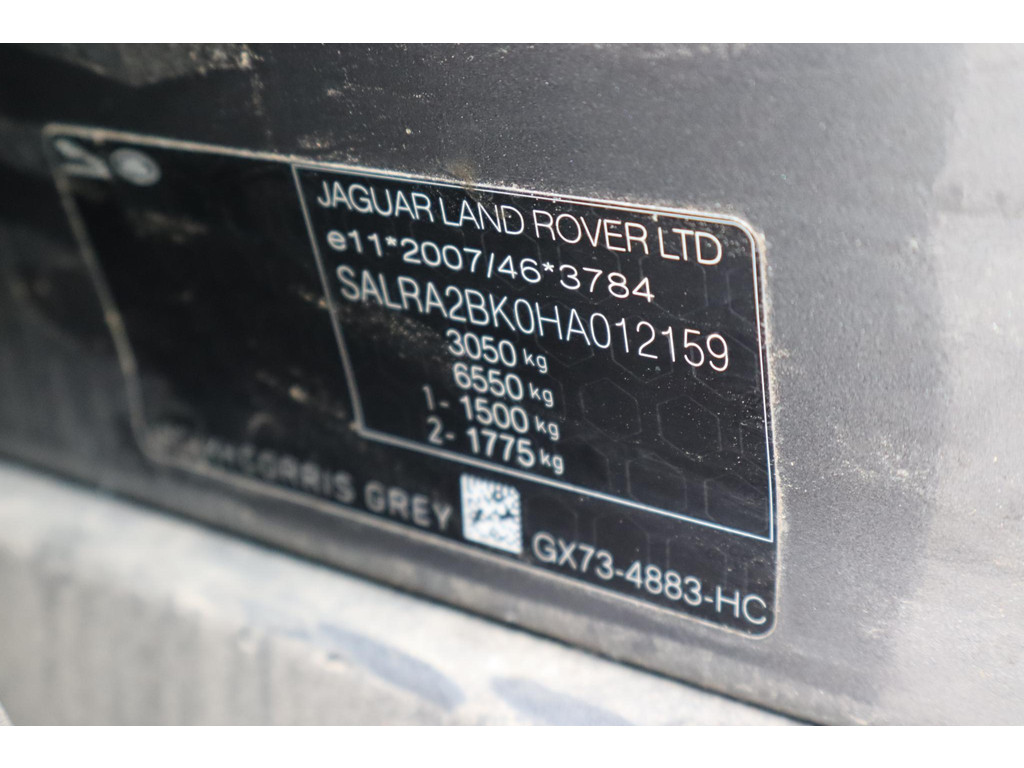 JAGUAR LAND ROVER LTD
e11*2007/46*3784
SALRA2BK0HA012159
3050 kg
6550 kg
1- 1500 kg
2- 1775 kg
CORRIS GREY
GX73-4883-HC